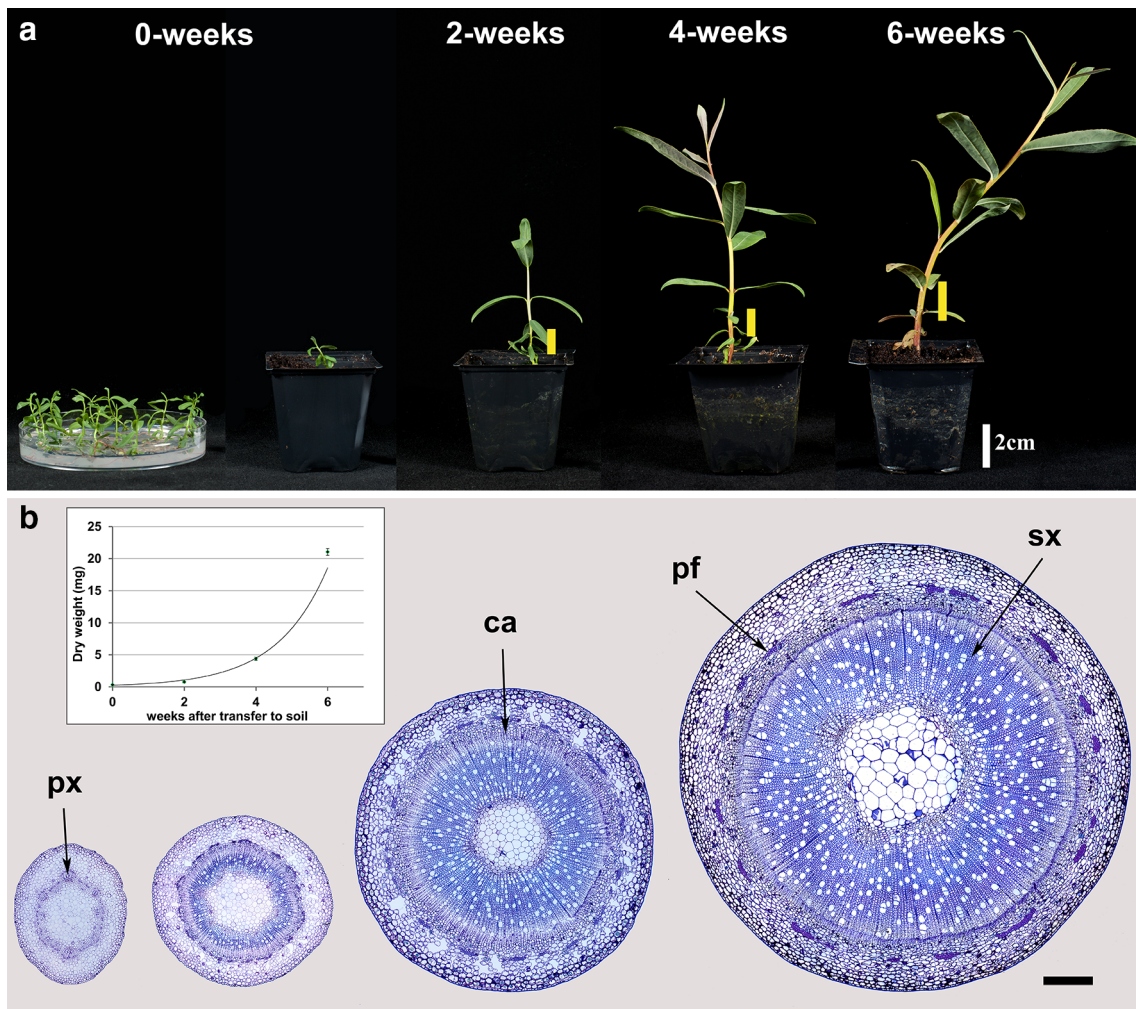 a
0-weeks
2-weeks
4-weeks
6-weeks
2cm
b
25
20
15
10
5
0
Dry weight (mg)
0 2 4 6
weeks after transfer to soil
px
ca
pf
sx